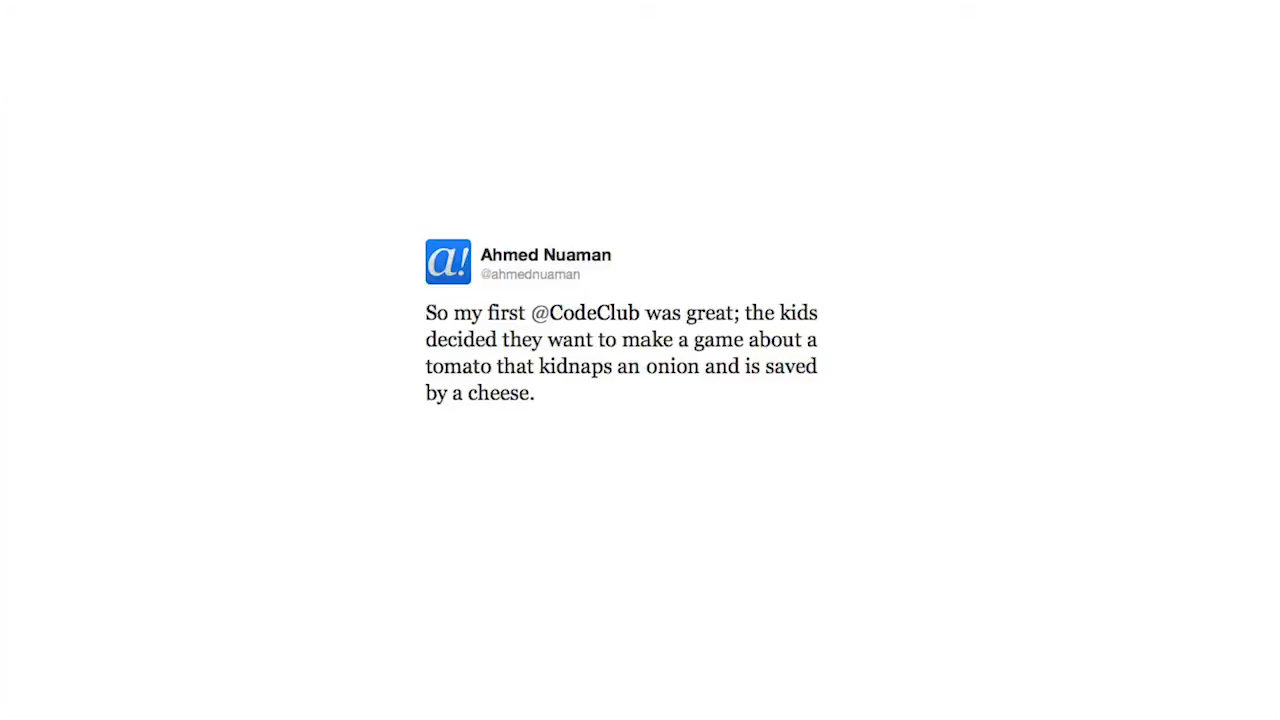 a!
Ahmed Nuaman
@ahmednuaman
So my first @CodeClub was great; the kids
decided they want to make a game about a
tomato that kidnaps an onion and is saved
by a cheese.